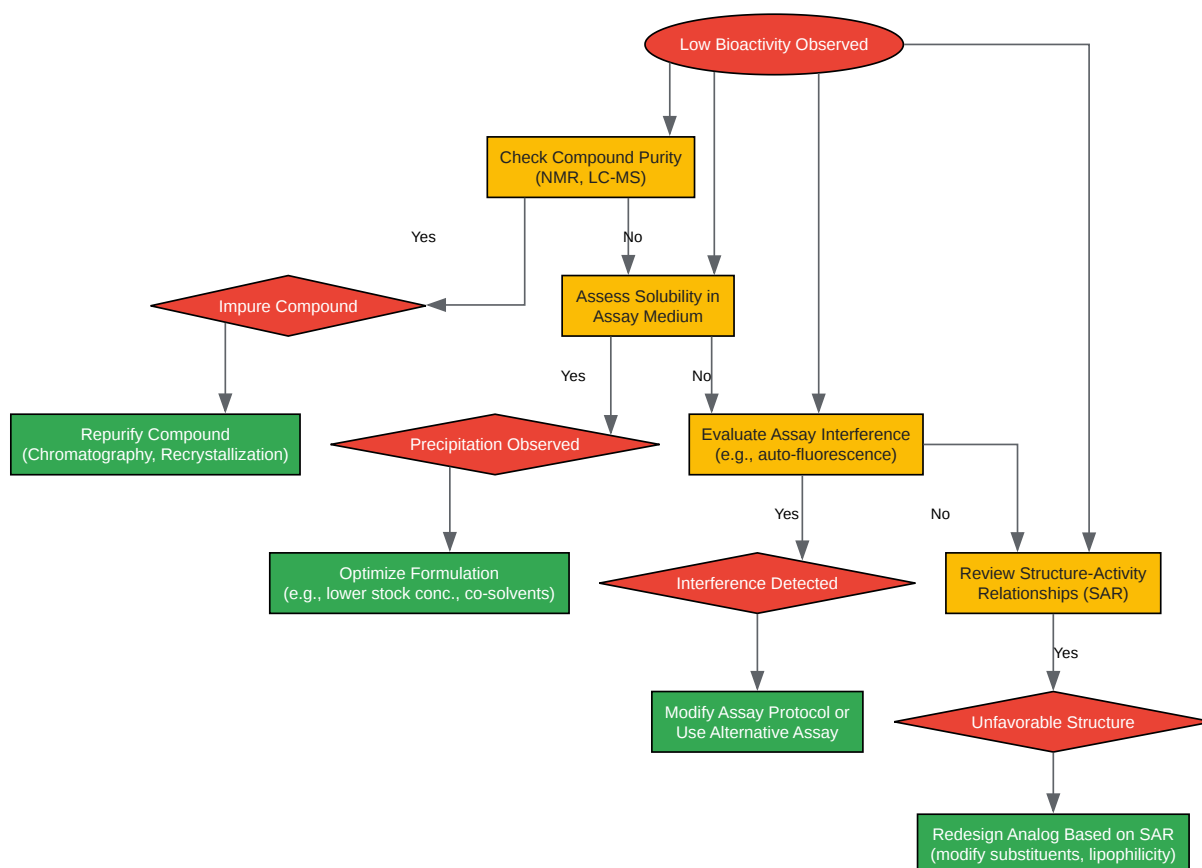 Low Bioactivity Observed
Check Compound Purity
(NMR, LC-MS)
Yes
No
Impure Compound
Assess Solubility in
Assay Medium
Yes
No
Repurify Compound
(Chromatography, Recrystallization)
Precipitation Observed
Evaluate Assay Interference
(e.g., auto-fluorescence)
Yes
No
Optimize Formulation
(e.g., lower stock conc., co-solvents)
Interference Detected
Review Structure-Activity
Relationships (SAR)
Yes
Modify Assay Protocol or
Use Alternative Assay
Unfavorable Structure
Redesign Analog Based on SAR
(modify substituents, lipophilicity)